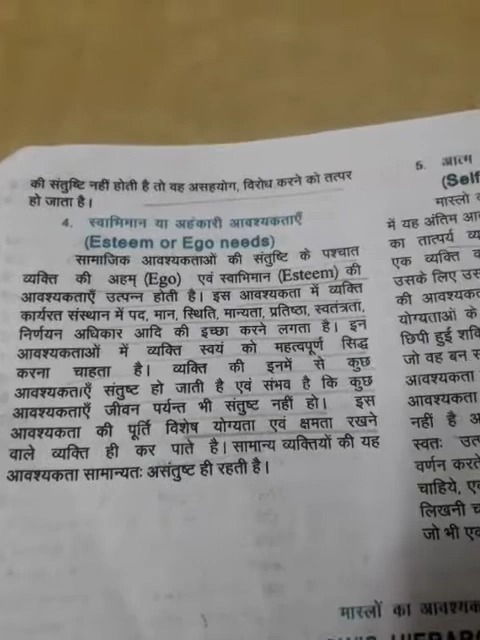 की संतुष्टि नहीं होती है तो वह असहयोग, विरोध करने को तत्पर
हो जाता है।
4. स्वाभिमान या अहंकारी आवश्यकताएँ
(Esteem or Ego needs)
सामाजिक आवश्यकताओं की संतुष्टि के पश्चात
व्यक्ति की अहम् (Ego) एवं स्वाभिमान (Esteem) की
आवश्यकताएँ उत्पन्न होती है। इस आवश्यकता में व्यक्ति
कार्यरत संस्थान में पद, मान, स्थिति, मान्यता, प्रतिष्ठा, स्वतंत्रता,
निर्णयन अधिकार आदि की इच्छा करने लगता है। इन
आवश्यकताओं में व्यक्ति स्वयं को महत्वपूर्ण सिद्ध
करना चाहता है। व्यक्ति की इनमें से कुछ
आवश्यकताएँ संतुष्ट हो जाती है एवं संभव है कि कुछ
आवश्यकताएँ जीवन पर्यन्त भी संतुष्ट नहीं हो। इस
आवश्यकता की पूर्ति विशेष योग्यता एवं क्षमता रखने
वाले व्यक्ति ही कर पाते है। सामान्य व्यक्तियों की यह
आवश्यकता सामान्यतः असंतुष्ट ही रहती है।
5. आत्म
(Self
मास्लो
में यह अंतिम
का तात्पर्य
एक व्यक्ति
उसके लिए
की
योग्यताओं के
छिपी हुई
जो वह बन
आवश्यकता
आवश्यकता
नहीं है
स्वतः
वर्णन करते
चाहिये,
लिखनी
जो भी
मास्लों का